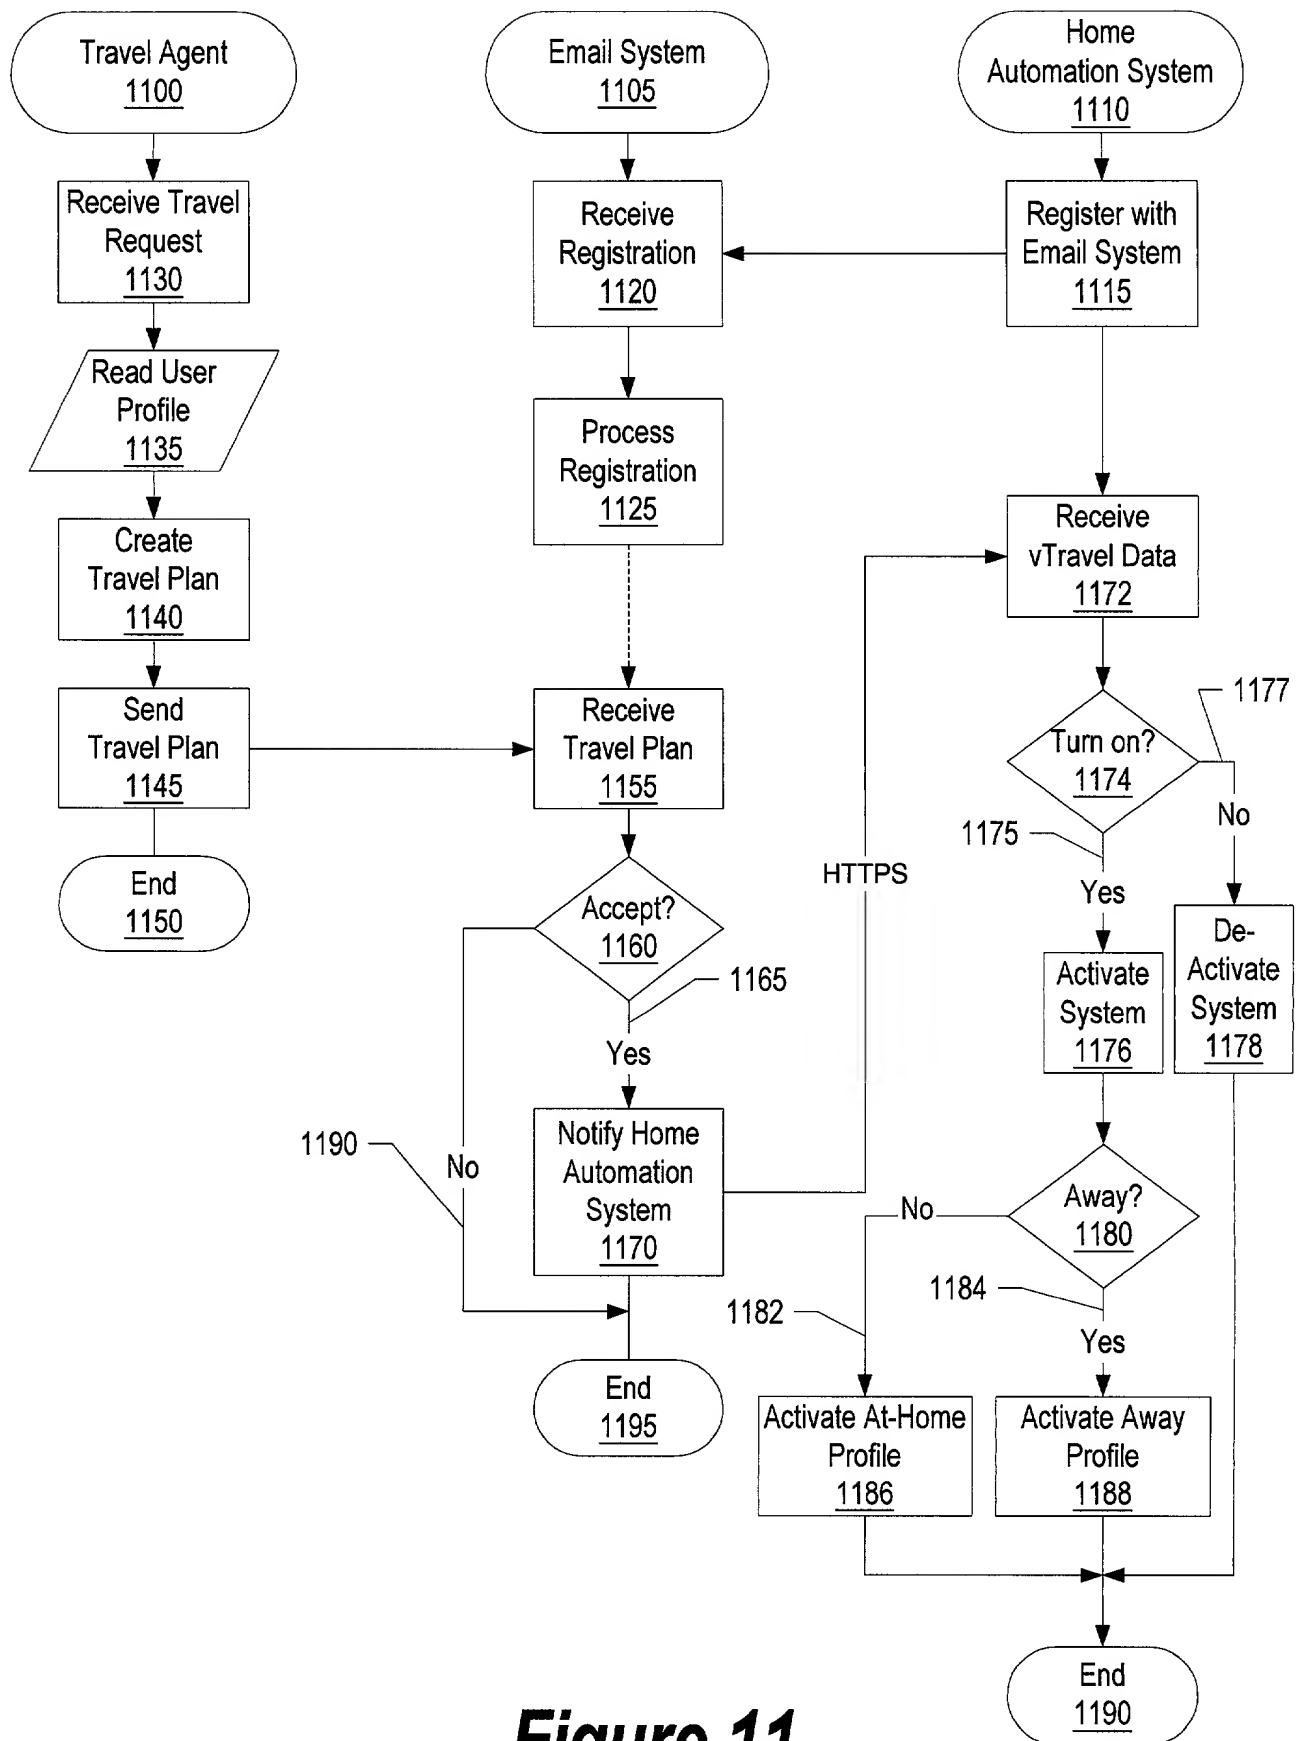 Travel Agent
1100
Receive Travel
Request
1130
Read User
Profile
1135
Create
Travel Plan
1140
Send
Travel Plan
1145
End
1150
Email System
1105
Receive
Registration
1120
Process
Registration
1125
Receive
Travel Plan
1155
Accept?
1160
1165
Yes
1190
No
Notify Home
Automation
System
1170
End
1195
HTTPS
Home
Automation System
1110
Register with
Email System
1115
Receive
vTravel Data
1172
Turn on?
1174
1177
No
1175
Yes
Activate
System
1176
De-
Activate
System
1178
Away?
1180
No
1182
1184
Yes
Activate At-Home
Profile
1186
Activate Away
Profile
1188
End
1190
Figure 11